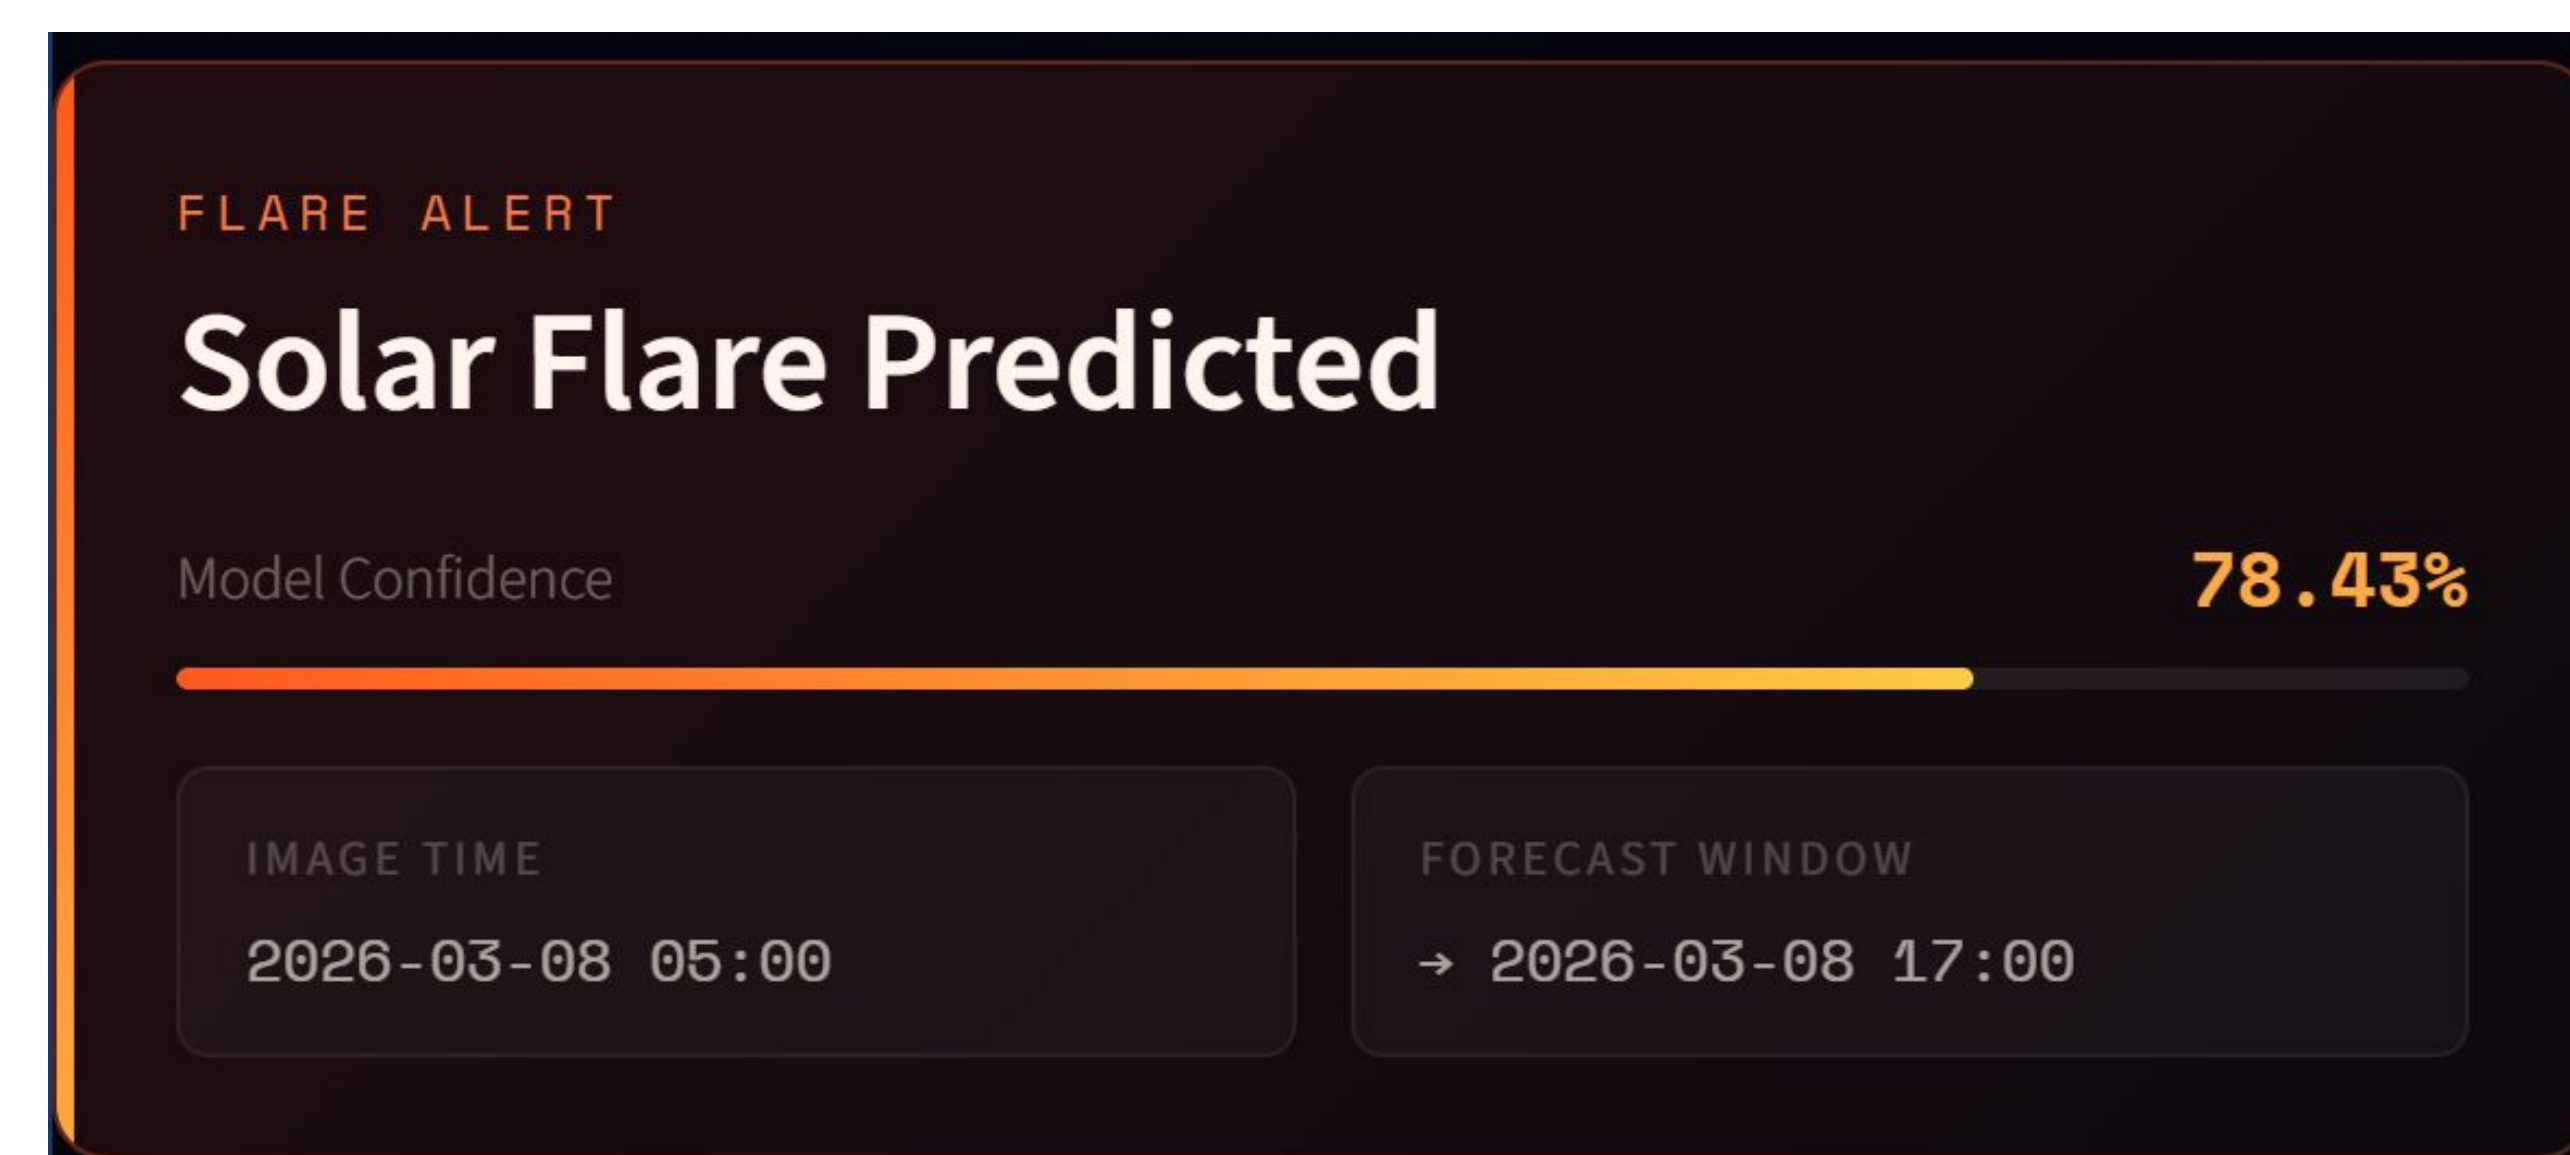 FLARE ALERT
Solar Flare Predicted
Model Confidence
78.43%
IMAGE TIME
2026-03-08 05:00
FORECAST WINDOW
→ 2026-03-08 17:00